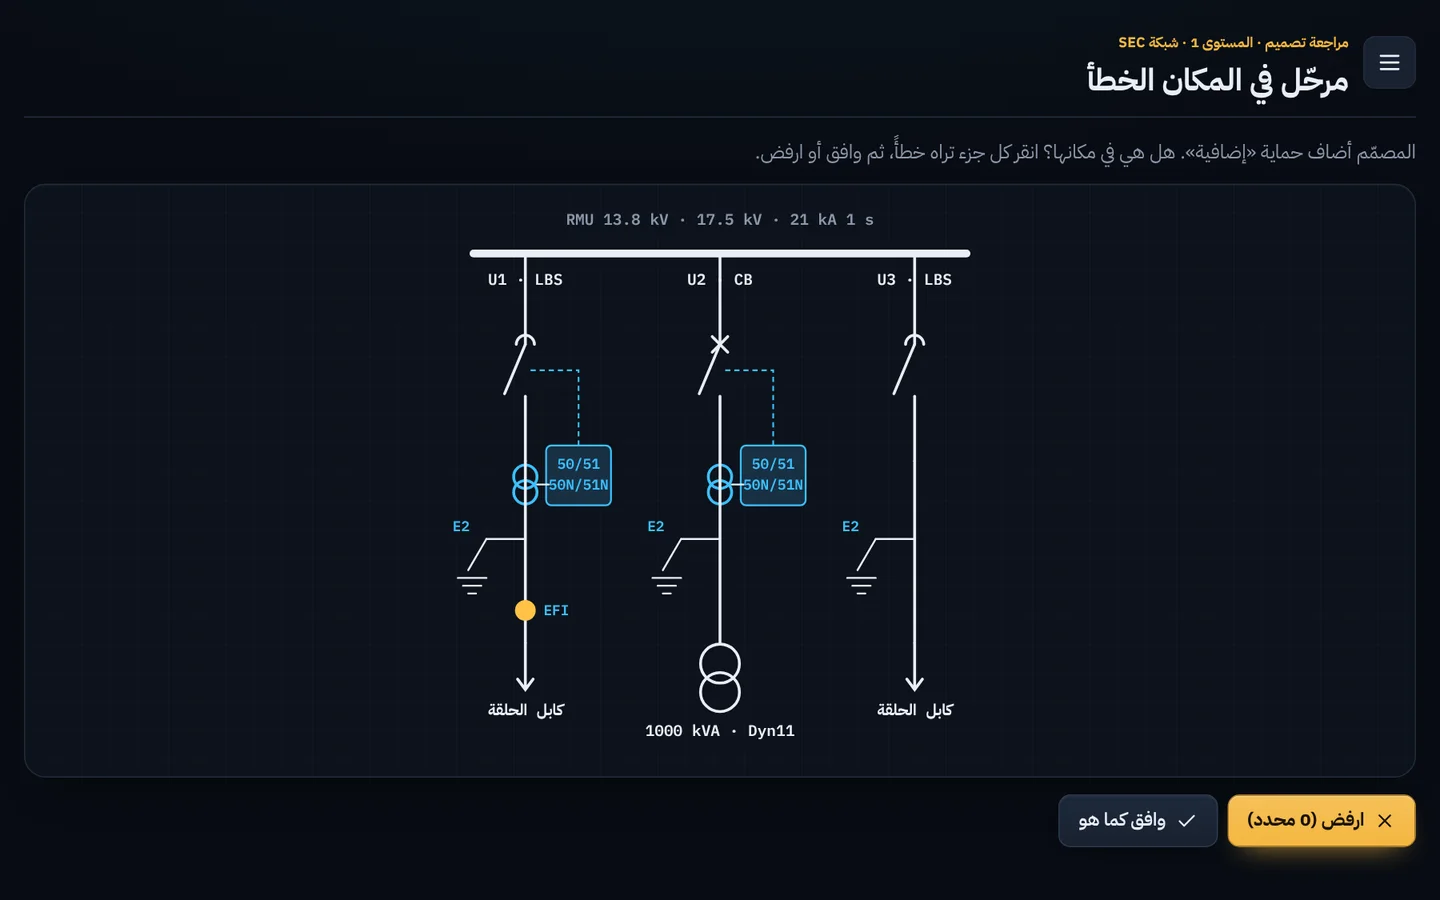 مراجعة تصميم · المستوى 1 · شبكة SEC
مرحّل في المكان الخطأ
المصمّم أضاف حماية «إضافية». هل هي في مكانها؟ انقر كل جزء تراه خطأً، ثم وافق أو ارفض.
RMU 13.8 kV · 17.5 kV · 21 kA 1 s
U1 · LBS
U2 · CB
U3 · LBS
50/51
50N/51N
50/51
50N/51N
E2
E2
E2
EFI
كابل الحلقة
كابل الحلقة
1000 kVA · Dyn11
ارفض (0 محدد)
وافق كما هو